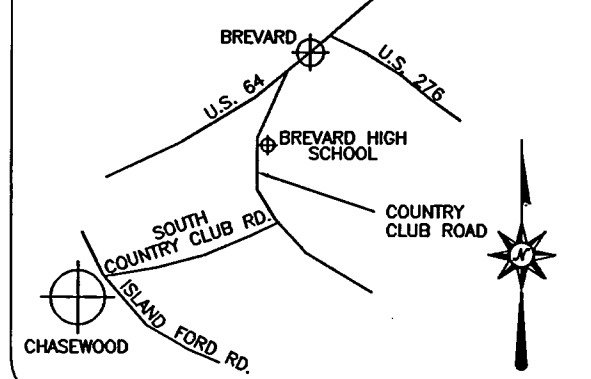 BREVARD
U.S. 276
U.S. 64
BREVARD HIGH
SCHOOL
COUNTRY
CLUB ROAD
SOUTH
COUNTRY CLUB RD.
ISLAND FORD RD.
CHASEWOOD
N